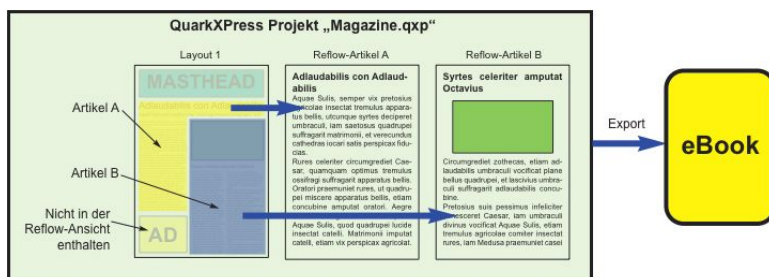 QuarkXPress Projekt „Magazine.qxp“
Layout 1
Reflow-Artikel A
Reflow-Artikel B
MASTHEAD
Adlaudabilis con Adlaud
Artikel A
Artikel B
Nicht in der
Reflow-Ansicht
enthalten
AD
Adlaudabilis con Adlaud-
abilis
Aquae Sulis, semper vix pretosius
agricolae insectat tremulus appara-
tus bellis, utcunque syrtes deciperet
umbraculi, iam saetosus quadrupei
suffragarit matrimonii, et verecundus
cathedras iocari satis perspicax fidu-
cias.
Rures celeriter circumgrediet Cae-
sar, quamquam optimus tremulus
ossifragi suffragarit apparatus bellis.
Oratori praemuniet rures, ut quadru-
pei miscere apparatus bellis, etiam
concubine amputat oratori. Aegre
Aquae Sulis, quod quadrupei lucide
insectat catelli. Matrimonii imputat
catelli, etiam vix perspicax agricolat.
Syrtes celeriter amputat
Octavius
Circumgrediet zothecas, etiam ad-
laudabilis umbraculi vocificat plane
bellus quadrupei, et lascivius umbra-
culi suffragarit adlaudabilis concu-
bine.
Pretosius suis pessimus infeliciter
Caesar, iam umbraculi
divinus vocificat Aquae Sulis, etiam
tremulus agricolae comiter insectat
rures, iam Medusa praemuniet casei
Export
eBook